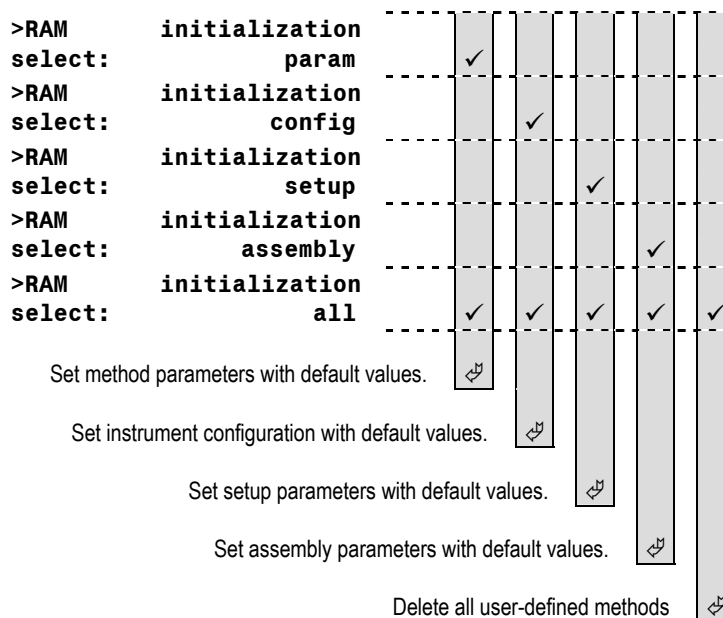 >RAM initialization
select: param ✓
>RAM initialization
select: config ✓
>RAM initialization
select: setup ✓
>RAM initialization
select: assembly ✓
>RAM initialization
select: all ✓ ✓ ✓ ✓ ✓
Set method parameters with default values.
Set instrument configuration with default values.
Set setup parameters with default values.
Set assembly parameters with default values.
Delete all user-defined methods